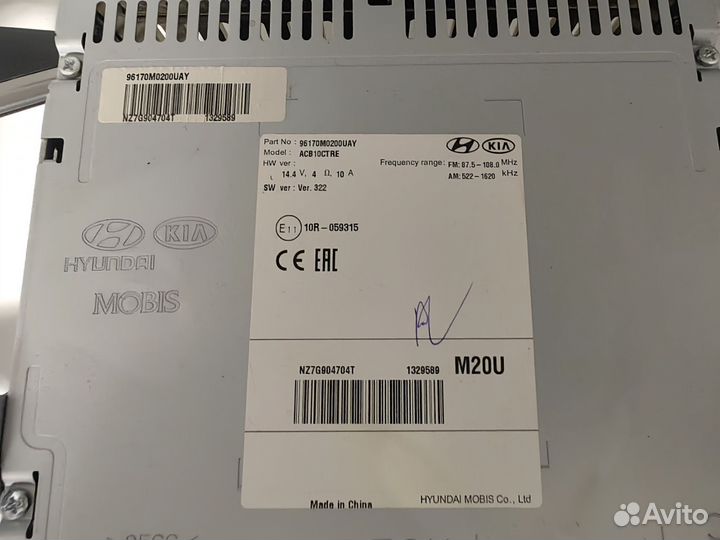 96170M0200UAY
NZ7G904704T 1329589
Part No : 96170M0200UAY
Model : ACB10CTRE
HW ver :
14.4 V, 4 Ω, 10 A
SW ver : Ver. 322
HYUNDAI KIA
Frequency range: FM: 87.5-108.0 MHz
AM: 522-1620 kHz
E11 10R-059315
CE EAC
KIA
HYUNDAI
MOBIS
NZ7G904704T 1329589 M20U
Made in China
HYUNDAI MOBIS Co., Ltd
Avito